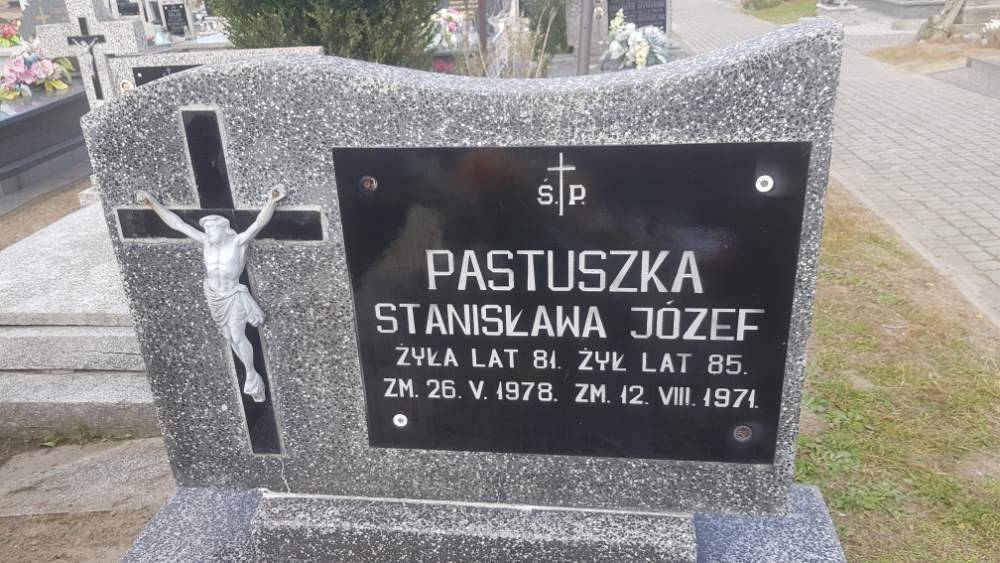 Ś.P.
PASTUSZKA
STANISŁAWA JÓZEF
ŻYŁA LAT 81. ŻYŁ LAT 85.
ZM. 26. V. 1978. ZM. 12. VIII. 1971.